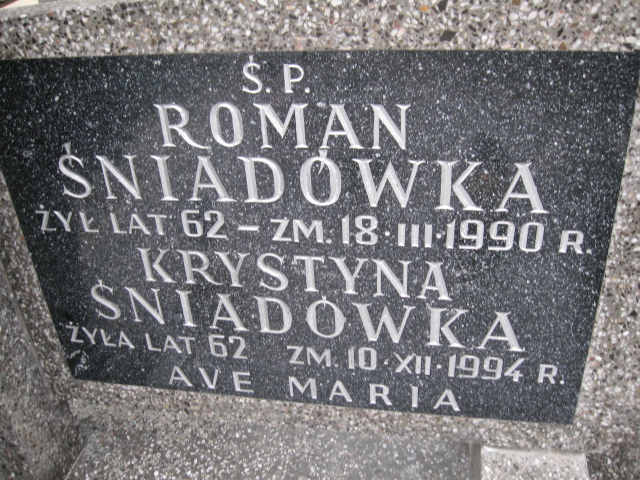 Ś.P.
ROMAN
ŚNIADÓWKA
ŻYŁ LAT 62 - ZM. 18·III·1990 R.
KRYSTYNA
ŚNIADÓWKA
ŻYŁA LAT 62 ZM. 10·XII·1994 R.
AVE MARIA